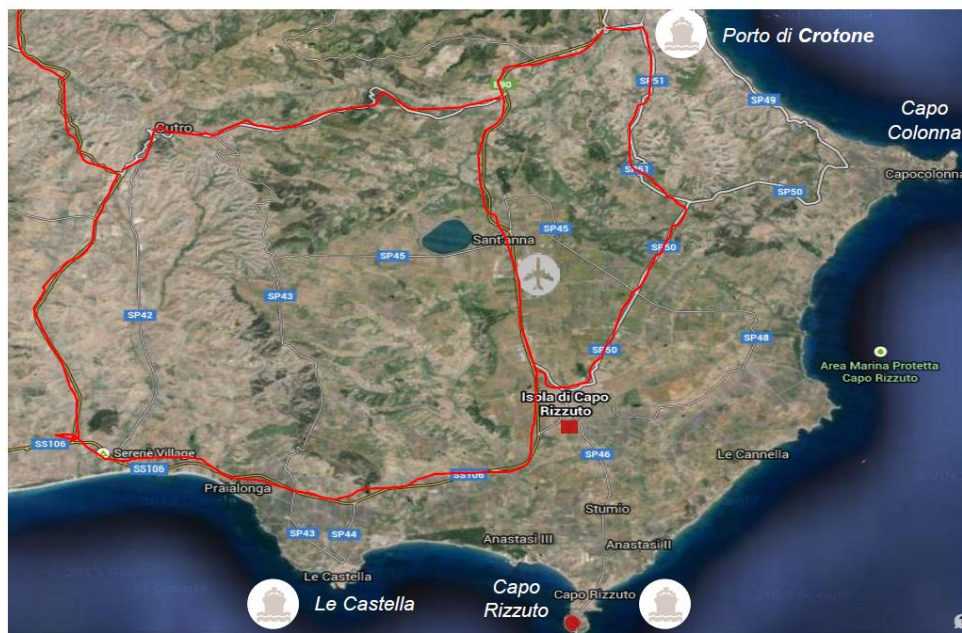 Porto di Crotone
E90
SP51
SP49
Capo
Colonna
Cutro
SP51
Capocolonna
SP50
SP45
Sant'anna
SP45
SP50
SP43
SP42
SP48
SP50
Area Marina Protetta
Capo Rizzuto
Isola di Capo
Rizzuto
SS106
Serenè Village
SS106
SS106
SP46
Le Cannella
Praialonga
Stumio
SP43
SP44
Anastasi III
Anastasi II
Le Castella
Capo
Rizzuto
Capo Rizzuto
Le Castella